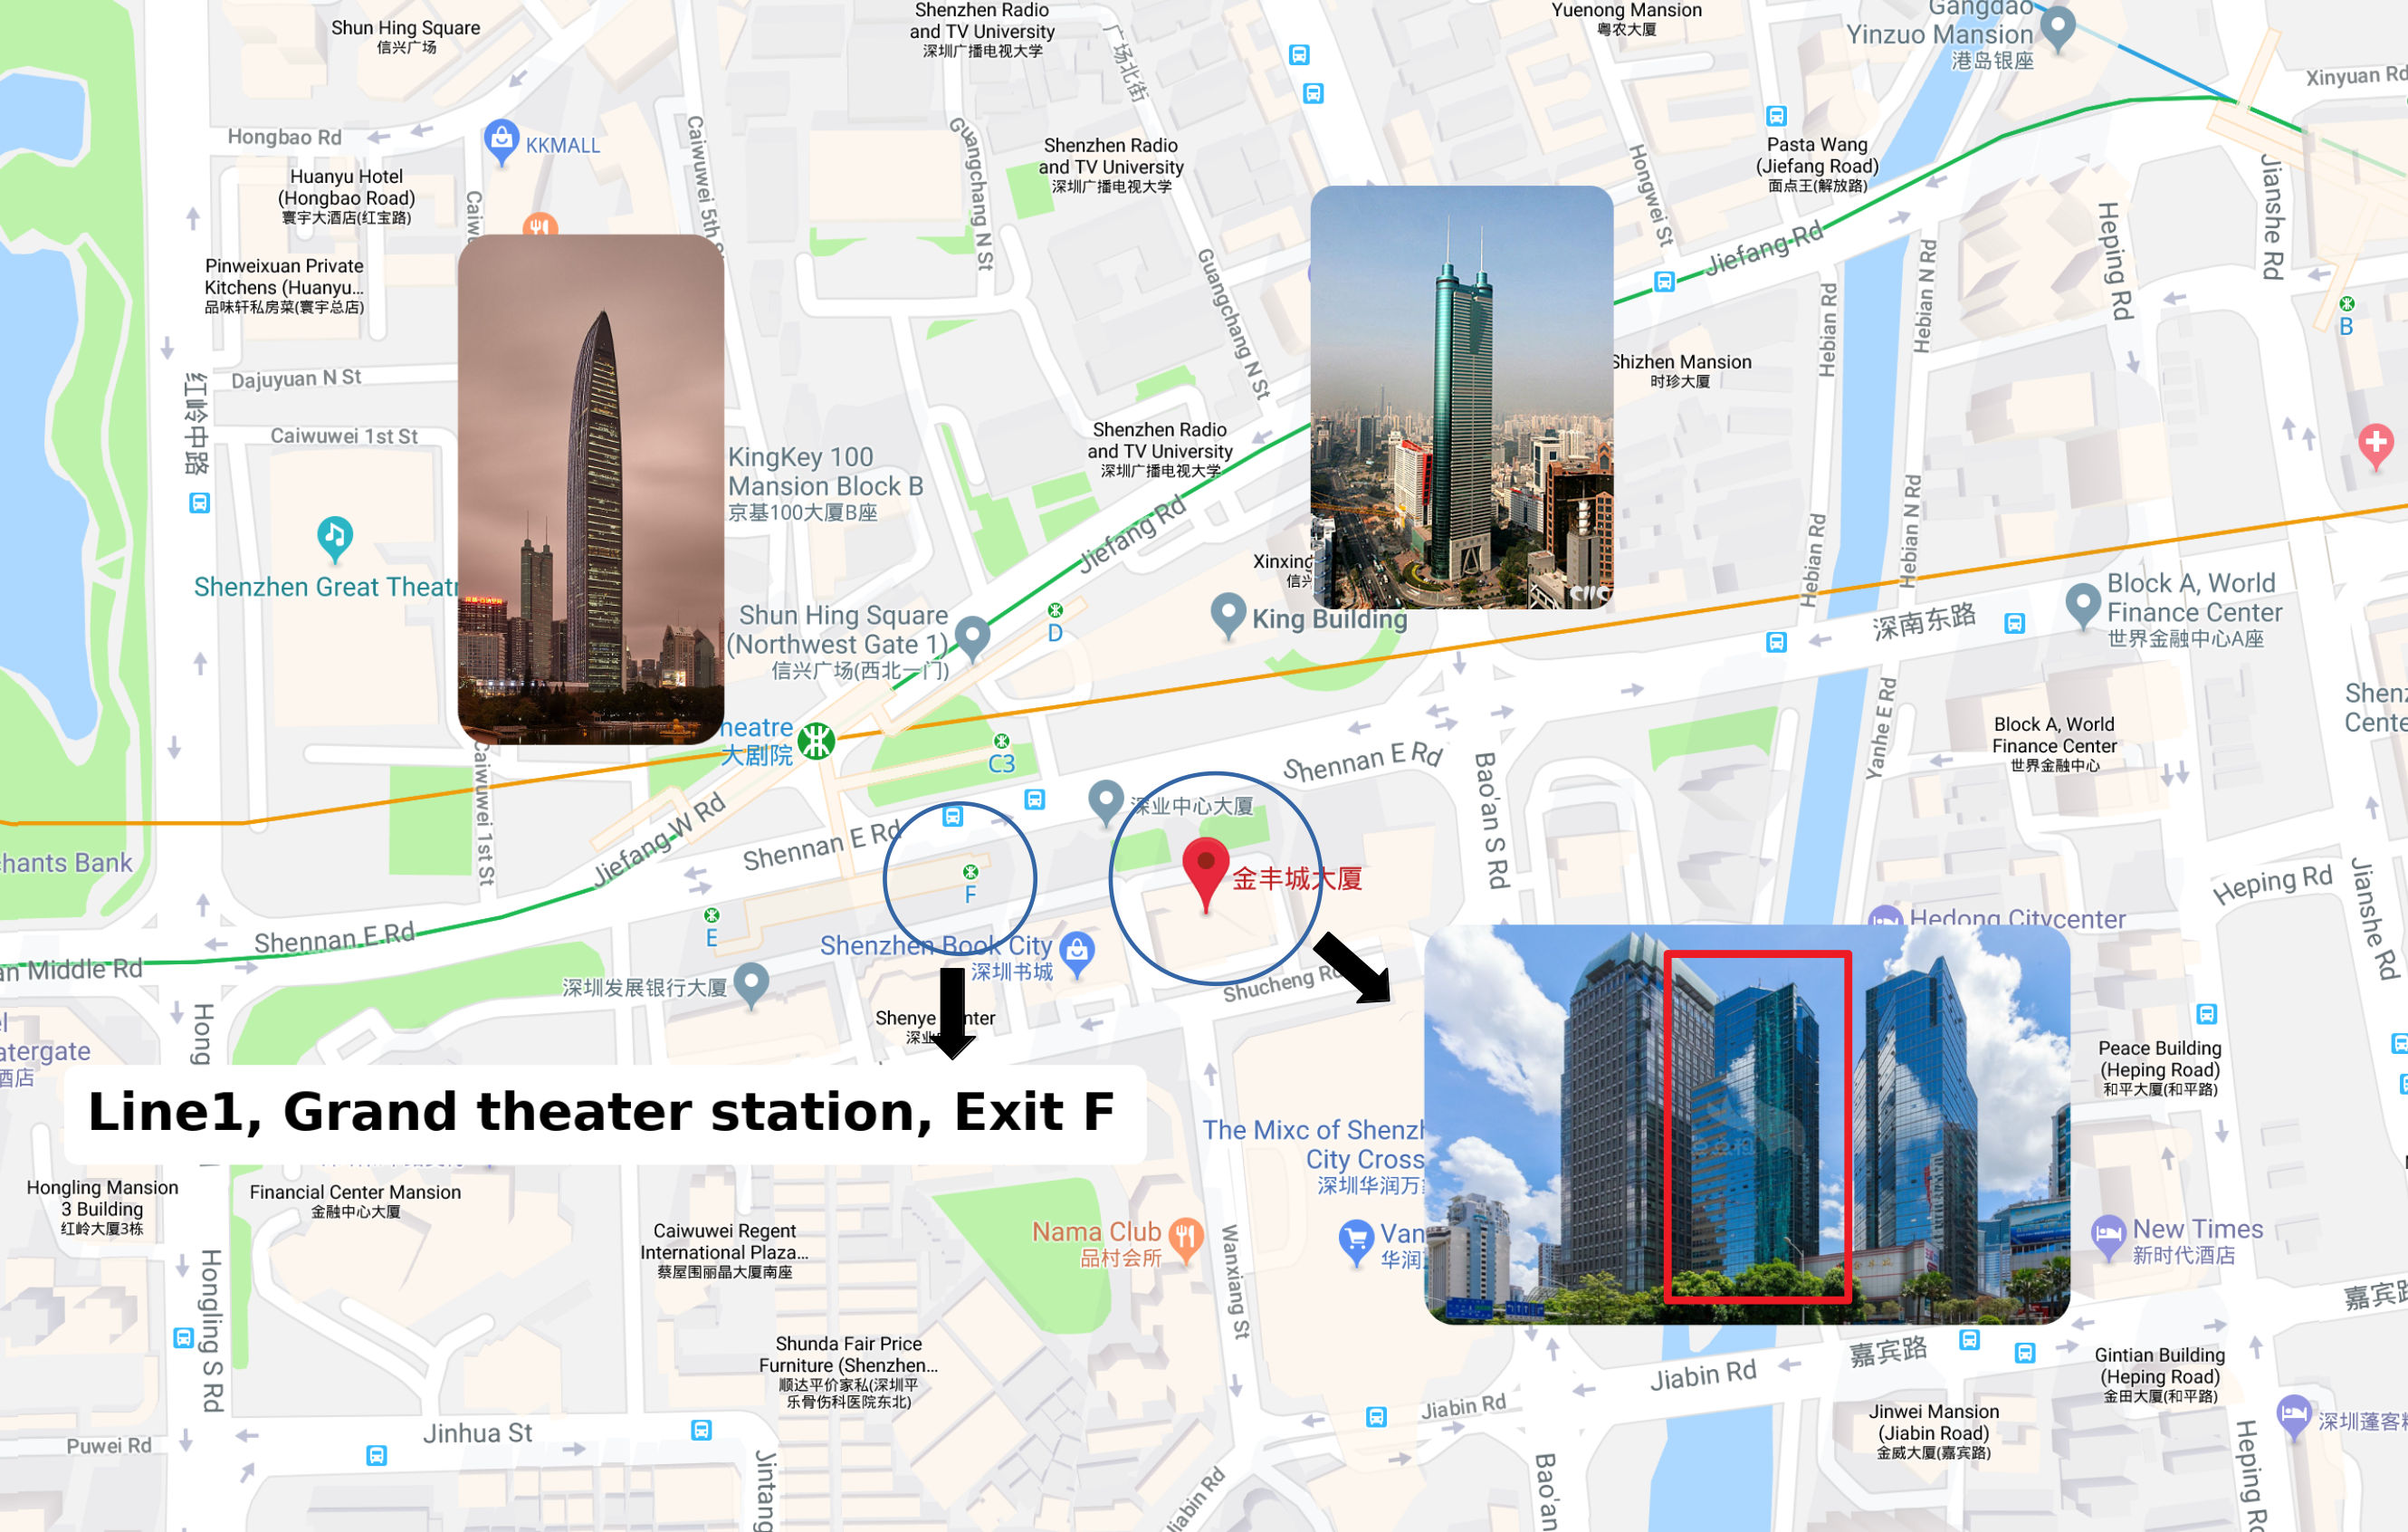 Shun Hing Square
信兴广场
Shenzhen Radio
and TV University
深圳广播电视大学
Yuenong Mansion
粤农大厦
Gangdao
Yinzuo Mansion
港岛银座
Xinyuan Rd
广场北街
Hongbao Rd
KKMALL
Caiwuwei 5th
Guangchang N St
Shenzhen Radio
and TV University
深圳广播电视大学
Hongwei St
Pasta Wang
(Jiefang Road)
面点王(解放路)
Jianshe Rd
Huanyu Hotel
(Hongbao Road)
寰宇大酒店(红宝路)
Pinweixuan Private
Kitchens (Huanyu...
品味轩私房菜(寰宇总店)
Guangchang N St
Jiefang Rd
Hebian Rd
Hebian N Rd
Heping Rd
B
Dajuyuan N St
红岭中路
Shizhen Mansion
时珍大厦
Caiwuwei 1st St
KingKey 100
Mansion Block B
京基100大厦B座
Shenzhen Radio
and TV University
深圳广播电视大学
Jiefang Rd
Hebian Rd
Hebian N Rd
Shenzhen Great Theatr
Xinxing
信兴
Shun Hing Square
(Northwest Gate 1)
信兴广场(西北一门)
D
King Building
深南东路
Block A, World
Finance Center
世界金融中心A座
Shenz
Cente
heatre
大剧院
C3
Shennan E Rd
Bao'an S Rd
Yanhe E Rd
Block A, World
Finance Center
世界金融中心
Caiwuwei 1st St
深业中心大厦
Jiefang W Rd
Shennan E Rd
chants Bank
F
金丰城大厦
Heping Rd
Jianshe Rd
E
Shennan E Rd
an Middle Rd
Shenzhen Book City
深圳书城
Hedong Citycenter
深圳发展银行大厦
Shucheng Rd
Hong
atergate
酒店
Peace Building
(Heping Road)
和平大厦(和平路)
Line1, Grand theater station, Exit F
The Mixc of Shenzh
City Cross
深圳华润万
Hongling Mansion
3 Building
红岭大厦3栋
Financial Center Mansion
金融中心大厦
Caiwuwei Regent
International Plaza...
蔡屋围丽晶大厦南座
Nama Club
品村会所
Wanxiang St
Van
华润
New Times
新时代酒店
Hongling S Rd
Shunda Fair Price
Furniture (Shenzhen...
顺达平价家私(深圳平
乐骨伤科医院东北)
嘉宾路
Jiabin Rd
嘉宾路
Gintian Building
(Heping Road)
金田大厦(和平路)
Jiabin Rd
Jinwei Mansion
(Jiabin Road)
金威大厦(嘉宾路)
Puwei Rd
Jinhua St
Jintang
Jiabin Rd
Bao'an
Heping Rd